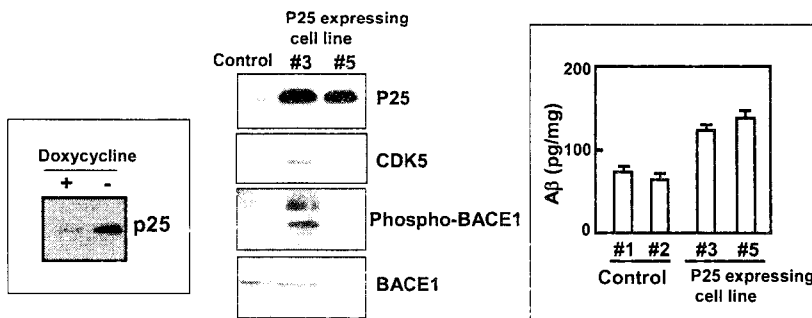 Doxycycline
+ -
p25
P25 expressing
cell line
Control #3 #5
P25
CDK5
Phospho-BACE1
BACE1
Aβ (pg/mg)
200
100
0
#1 #2 #3 #5
Control P25 expressing
cell line